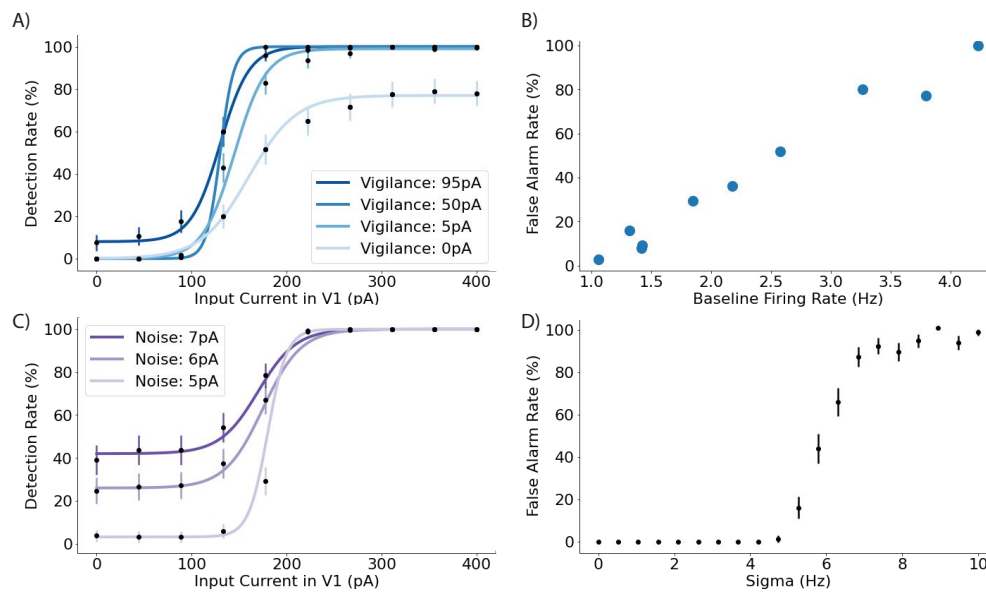 A)
100
80
60
40
20
0
Detection Rate (%)
Vigilance: 95pA
Vigilance: 50pA
Vigilance: 5pA
Vigilance: 0pA
0 100 200 300 400
Input Current in V1 (pA)
B)
100
80
60
40
20
0
False Alarm Rate (%)
1.0 1.5 2.0 2.5 3.0 3.5 4.0
Baseline Firing Rate (Hz)
C)
100
80
60
40
20
0
Detection Rate (%)
Noise: 7pA
Noise: 6pA
Noise: 5pA
0 100 200 300 400
Input Current in V1 (pA)
D)
100
80
60
40
20
0
False Alarm Rate (%)
0 2 4 6 8 10
Sigma (Hz)